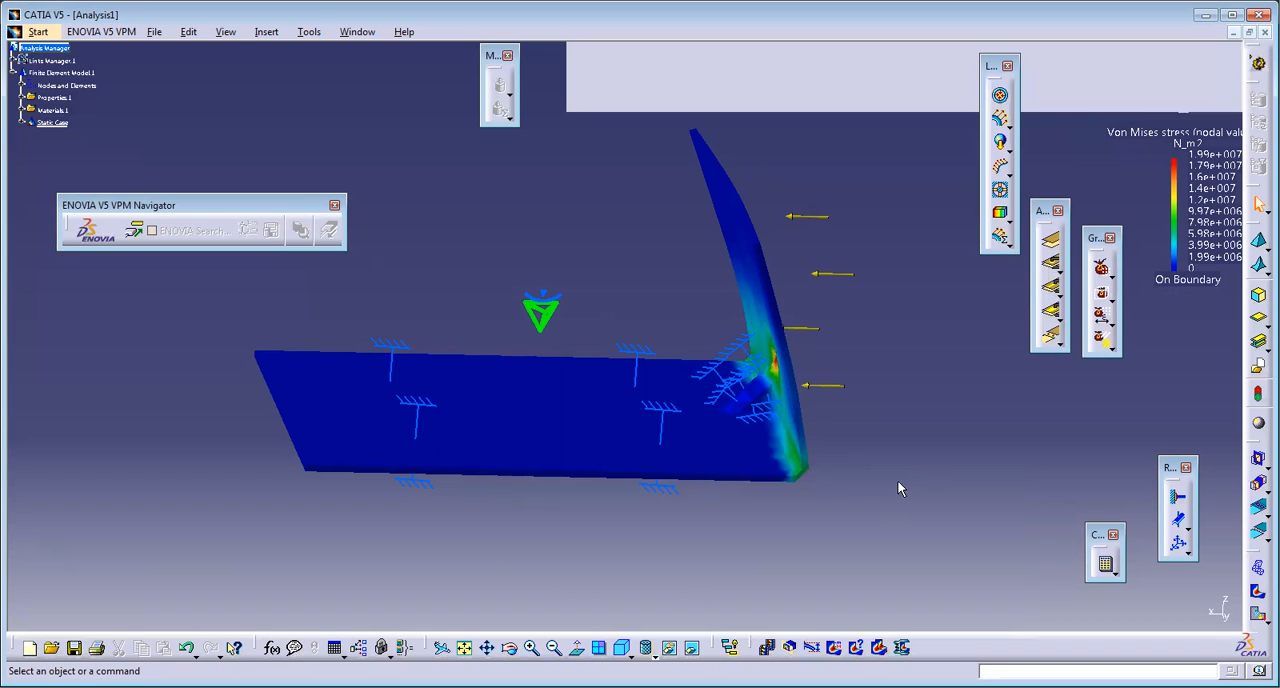 CATIA V5 - [Analysis1]
Start ENOVIA V5 VPM File Edit View Insert Tools Window Help
Analysis Manager
Links Manager.1
Finite Element Model.1
Nodes and Elements
Properties.1
Materials.1
Static Case
M...
L...
Von Mises stress (nodal valu
N_m2
1.99e+007
1.79e+007
1.6e+007
1.4e+007
1.2e+007
9.97e+006
7.98e+006
5.98e+006
3.99e+006
1.99e+006
0
On Boundary
ENOVIA V5 VPM Navigator
ENOVIA
ENOVIA Search...
A...
Gr...
R...
C...
z
x
y
CATIA
Select an object or a command